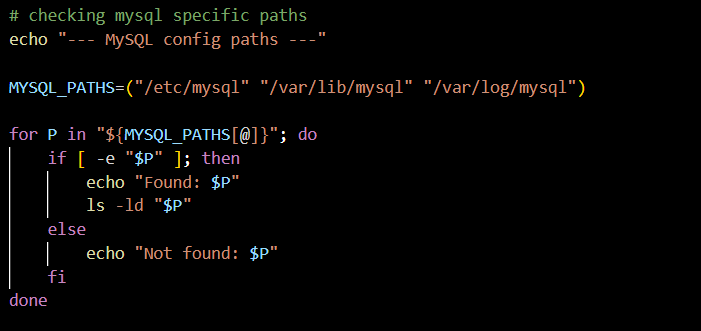 # checking mysql specific paths
echo "--- MySQL config paths ---"
MYSQL_PATHS=("/etc/mysql" "/var/lib/mysql" "/var/log/mysql")
for P in "${MYSQL_PATHS[@]}"; do
    if [ -e "$P" ]; then
        echo "Found: $P"
        ls -ld "$P"
    else
        echo "Not found: $P"
    fi
done